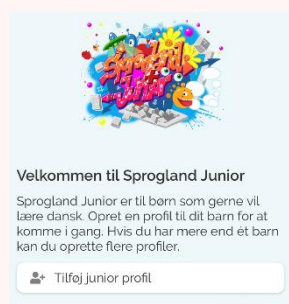 Sprogland
Junior
Velkommen til Sprogland Junior
Sprogland Junior er til børn som gerne vil
lære dansk. Opret en profil til dit barn for at
komme i gang. Hvis du har mere end ét barn
kan du oprette flere profiler.
Tilføj junior profil